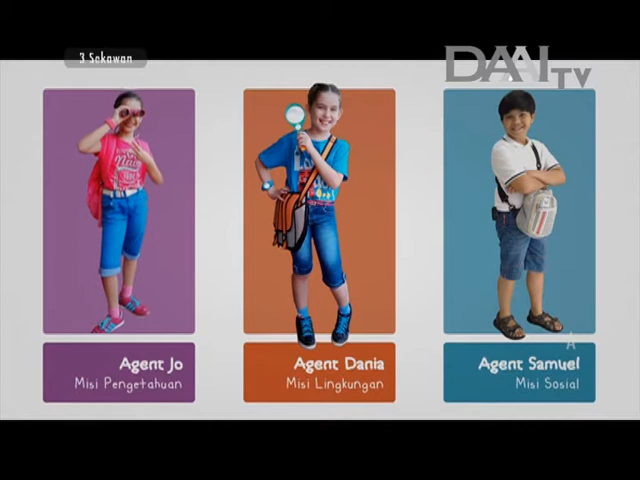 3 Sekawan
DAAI TV
Agent Jo
Misi Pengetahuan
Agent Dania
Misi Lingkungan
Agent Samuel
Misi Sosial
A